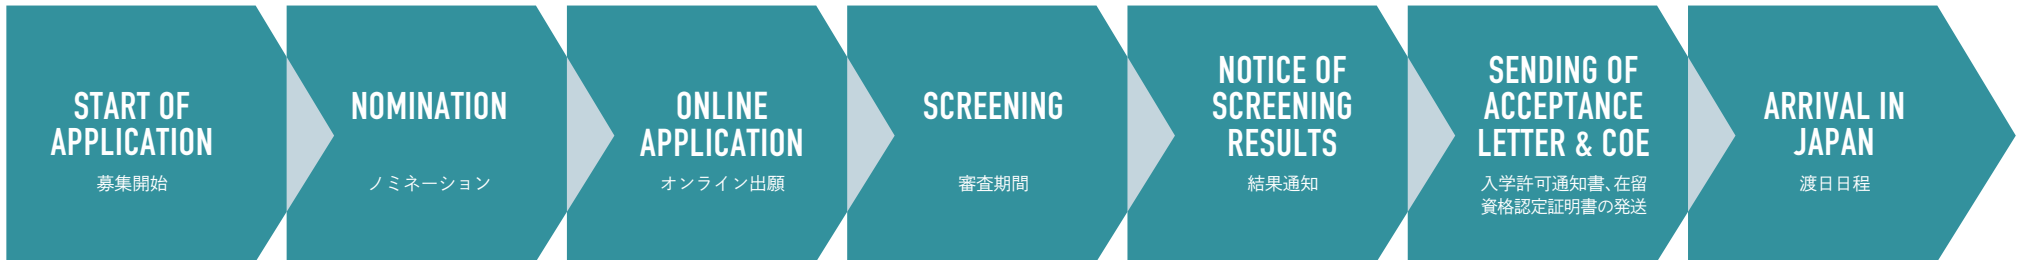 START OF
APPLICATION
募集開始
NOMINATION
ノミネーション
ONLINE
APPLICATION
オンライン出願
SCREENING
審査期間
NOTICE OF
SCREENING
RESULTS
結果通知
SENDING OF
ACCEPTANCE
LETTER & COE
入学許可通知書、在留
資格認定証明書の発送
ARRIVAL IN
JAPAN
渡日日程